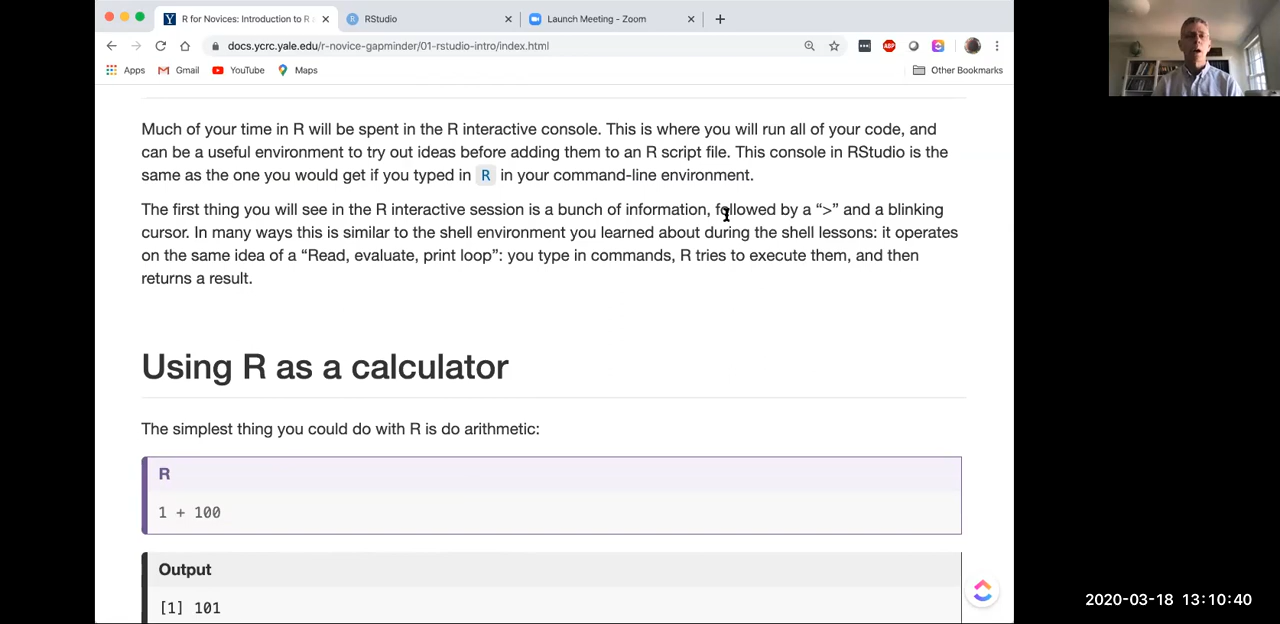 R for Novices: Introduction to R
RStudio
Launch Meeting - Zoom
docs.ycrc.yale.edu/r-novice-gapminder/01-rstudio-intro/index.html
ABP
Apps
Gmail
YouTube
Maps
Other Bookmarks
Much of your time in R will be spent in the R interactive console. This is where you will run all of your code, and
can be a useful environment to try out ideas before adding them to an R script file. This console in RStudio is the
same as the one you would get if you typed in R in your command-line environment.
The first thing you will see in the R interactive session is a bunch of information, followed by a “>” and a blinking
cursor. In many ways this is similar to the shell environment you learned about during the shell lessons: it operates
on the same idea of a “Read, evaluate, print loop”: you type in commands, R tries to execute them, and then
returns a result.
Using R as a calculator
The simplest thing you could do with R is do arithmetic:
R
1 + 100
Output
[1] 101
2020-03-18 13:10:40